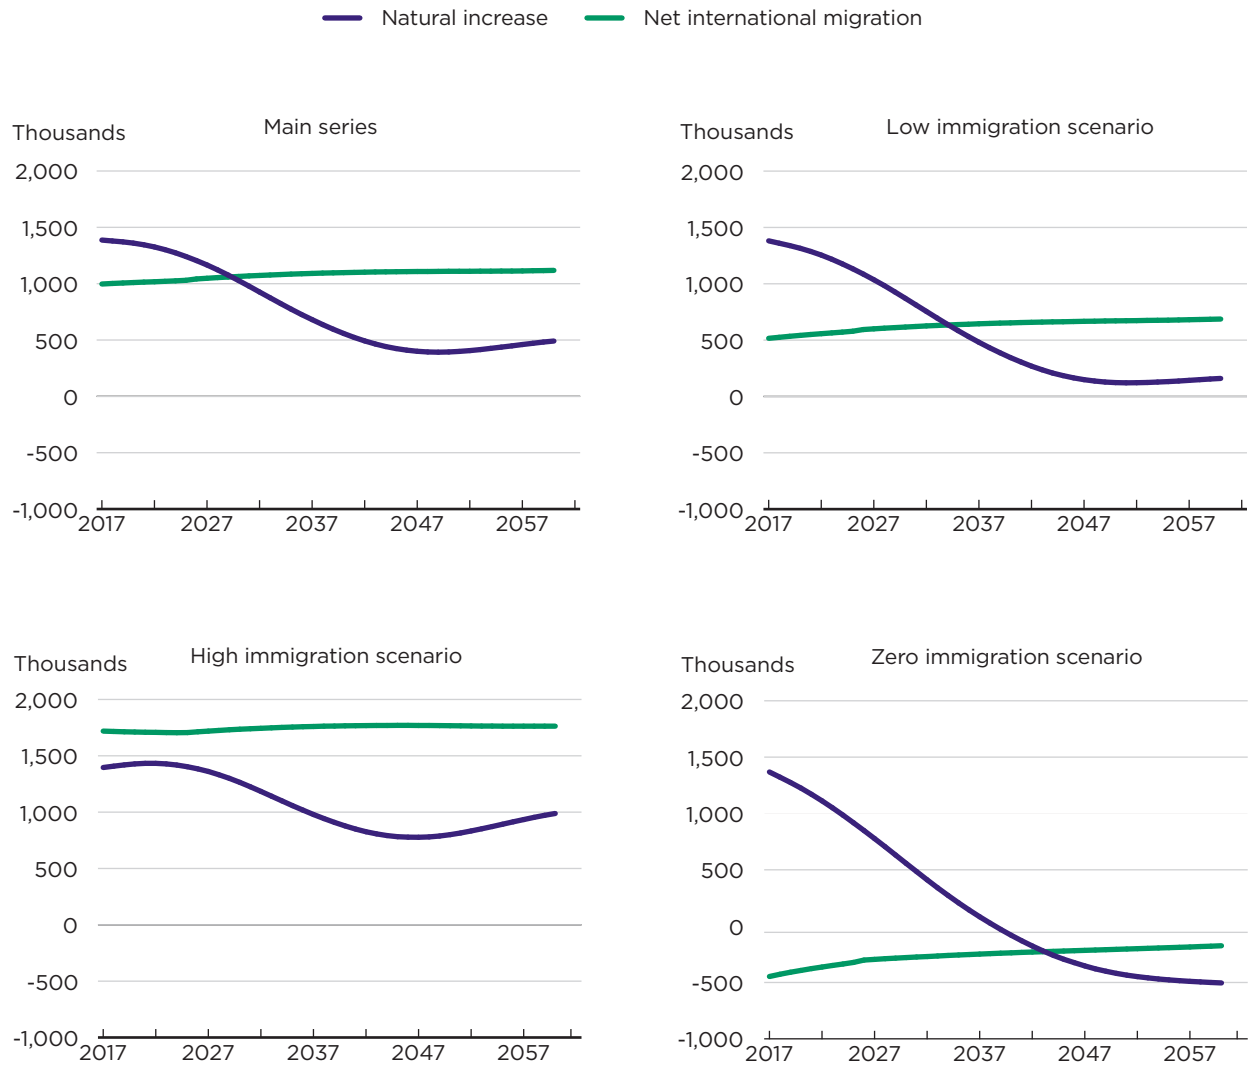 Natural increase
Net international migration
Thousands
Main series
2,000
1,500
1,000
500
0
-500
-1,000
2017 2027 2037 2047 2057
Thousands
Low immigration scenario
2,000
1,500
1,000
500
0
-500
-1,000
2017 2027 2037 2047 2057
Thousands
High immigration scenario
2,000
1,500
1,000
500
0
-500
-1,000
2017 2027 2037 2047 2057
Thousands
Zero immigration scenario
2,000
1,500
1,000
500
0
-500
-1,000
2017 2027 2037 2047 2057